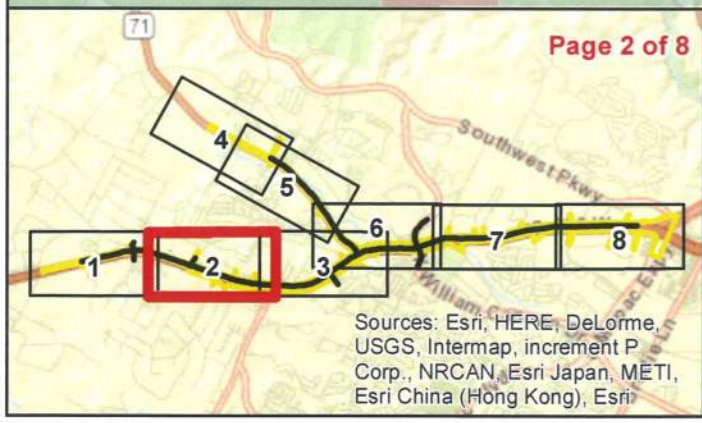 71
Page 2 of 8
Southwest Pkwy
4
5
6
7
8
1
2
3
William
Sources: Esri, HERE, DeLorme,
USGS, Intermap, increment P
Corp., NRCAN, Esri Japan, METI,
Esri China (Hong Kong), Esri